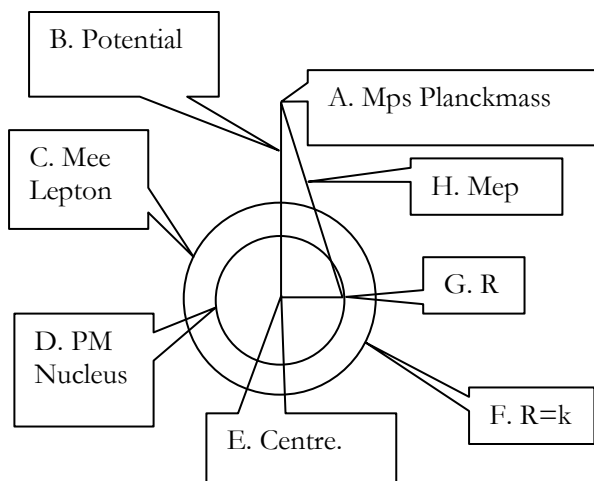 B. Potential
A. Mps Planckmass
C. Mee
Lepton
H. Mep
G. R
D. PM
Nucleus
F. R=k
E. Centre.